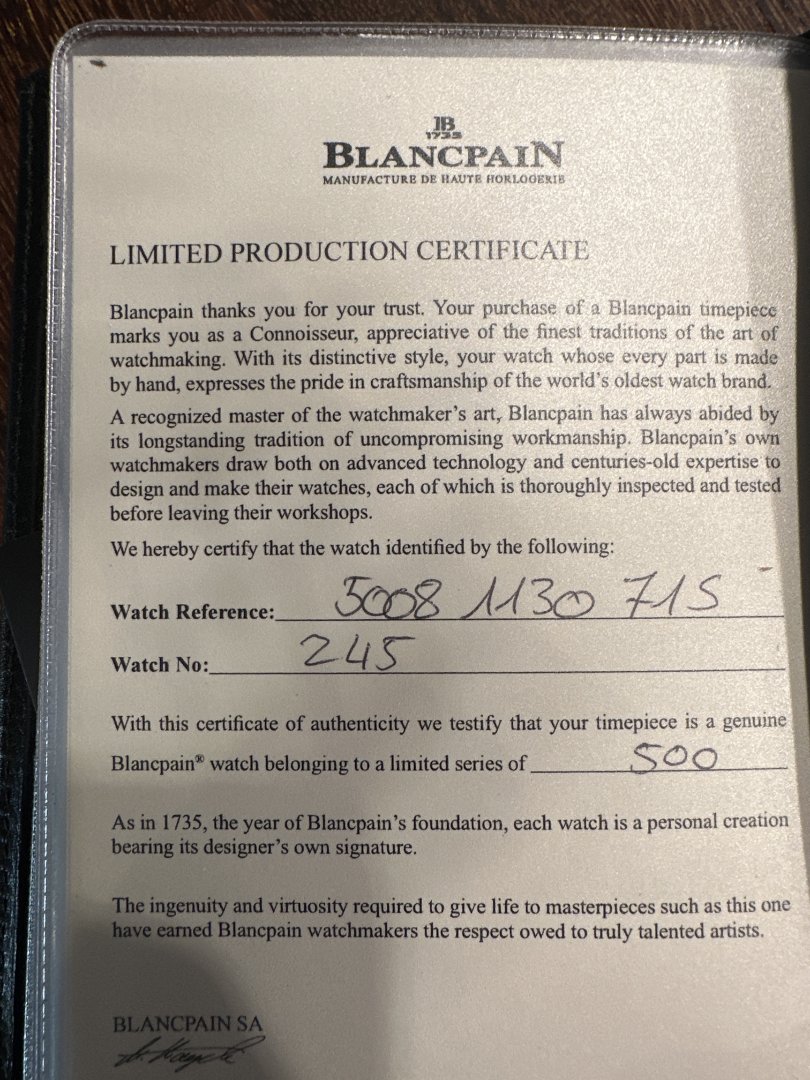 JB
1735
BLANCPAIN
MANUFACTURE DE HAUTE HORLOGERIE
LIMITED PRODUCTION CERTIFICATE
Blancpain thanks you for your trust. Your purchase of a Blancpain timepiece
marks you as a Connoisseur, appreciative of the finest traditions of the art of
watchmaking. With its distinctive style, your watch whose every part is made
by hand, expresses the pride in craftsmanship of the world's oldest watch brand.
A recognized master of the watchmaker's art, Blancpain has always abided by
its longstanding tradition of uncompromising workmanship. Blancpain's own
watchmakers draw both on advanced technology and centuries-old expertise to
design and make their watches, each of which is thoroughly inspected and tested
before leaving their workshops.
We hereby certify that the watch identified by the following:
Watch Reference: 5008 1130 71S
Watch No: 245
With this certificate of authenticity we testify that your timepiece is a genuine
Blancpain® watch belonging to a limited series of 500
As in 1735, the year of Blancpain's foundation, each watch is a personal creation
bearing its designer's own signature.
The ingenuity and virtuosity required to give life to masterpieces such as this one
have earned Blancpain watchmakers the respect owed to truly talented artists.
BLANCPAIN SA